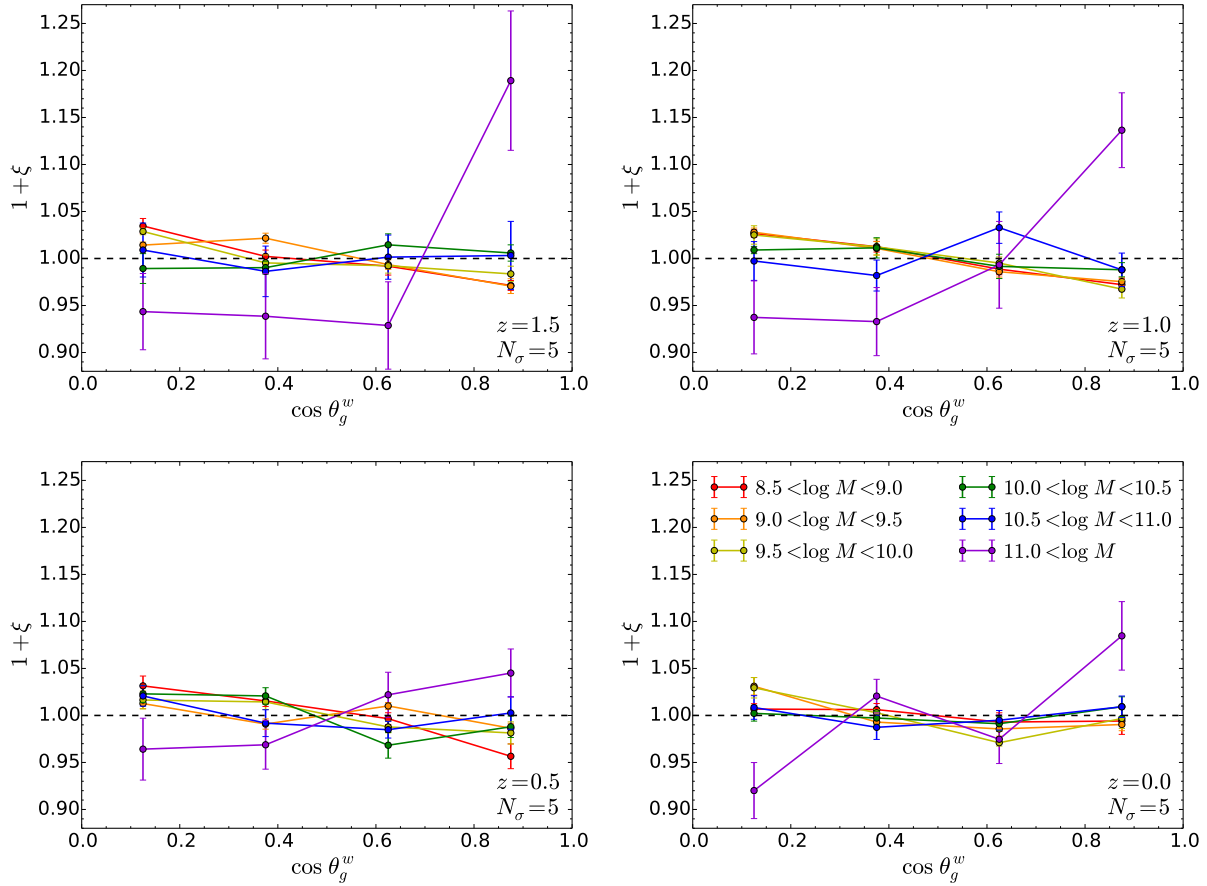 1.25
1.20
1.15
1.10
1.05
1.00
0.95
0.90
1+ξ
0.0 0.2 0.4 0.6 0.8 1.0
cos θ_g^w
z=1.5
N_σ=5
1.25
1.20
1.15
1.10
1.05
1.00
0.95
0.90
1+ξ
0.0 0.2 0.4 0.6 0.8 1.0
cos θ_g^w
z=1.0
N_σ=5
1.25
1.20
1.15
1.10
1.05
1.00
0.95
0.90
1+ξ
0.0 0.2 0.4 0.6 0.8 1.0
cos θ_g^w
z=0.5
N_σ=5
1.25
1.20
1.15
1.10
1.05
1.00
0.95
0.90
1+ξ
0.0 0.2 0.4 0.6 0.8 1.0
cos θ_g^w
8.5<log M<9.0
9.0<log M<9.5
9.5<log M<10.0
10.0<log M<10.5
10.5<log M<11.0
11.0<log M
z=0.0
N_σ=5